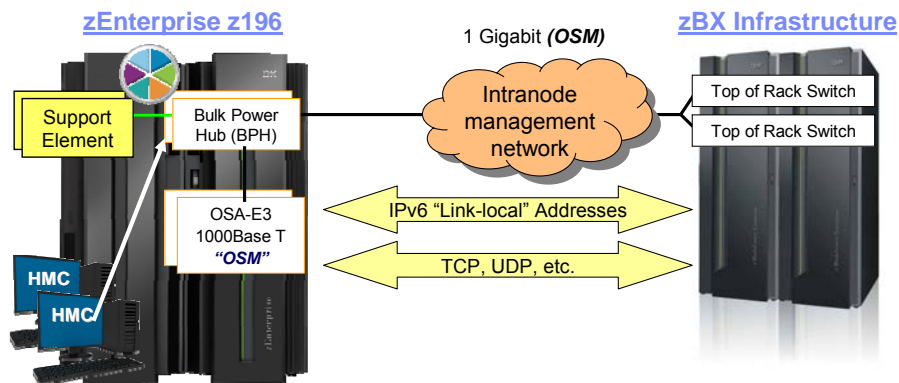 zEnterprise z196
1 Gigabit (OSM)
zBX Infrastructure
Support
Element
Bulk Power
Hub (BPH)
Intranode
management
network
Top of Rack Switch
Top of Rack Switch
OSA-E3
1000Base T
“OSM”
IPv6 “Link-local” Addresses
TCP, UDP, etc.
HMC
HMC
zEnterprise